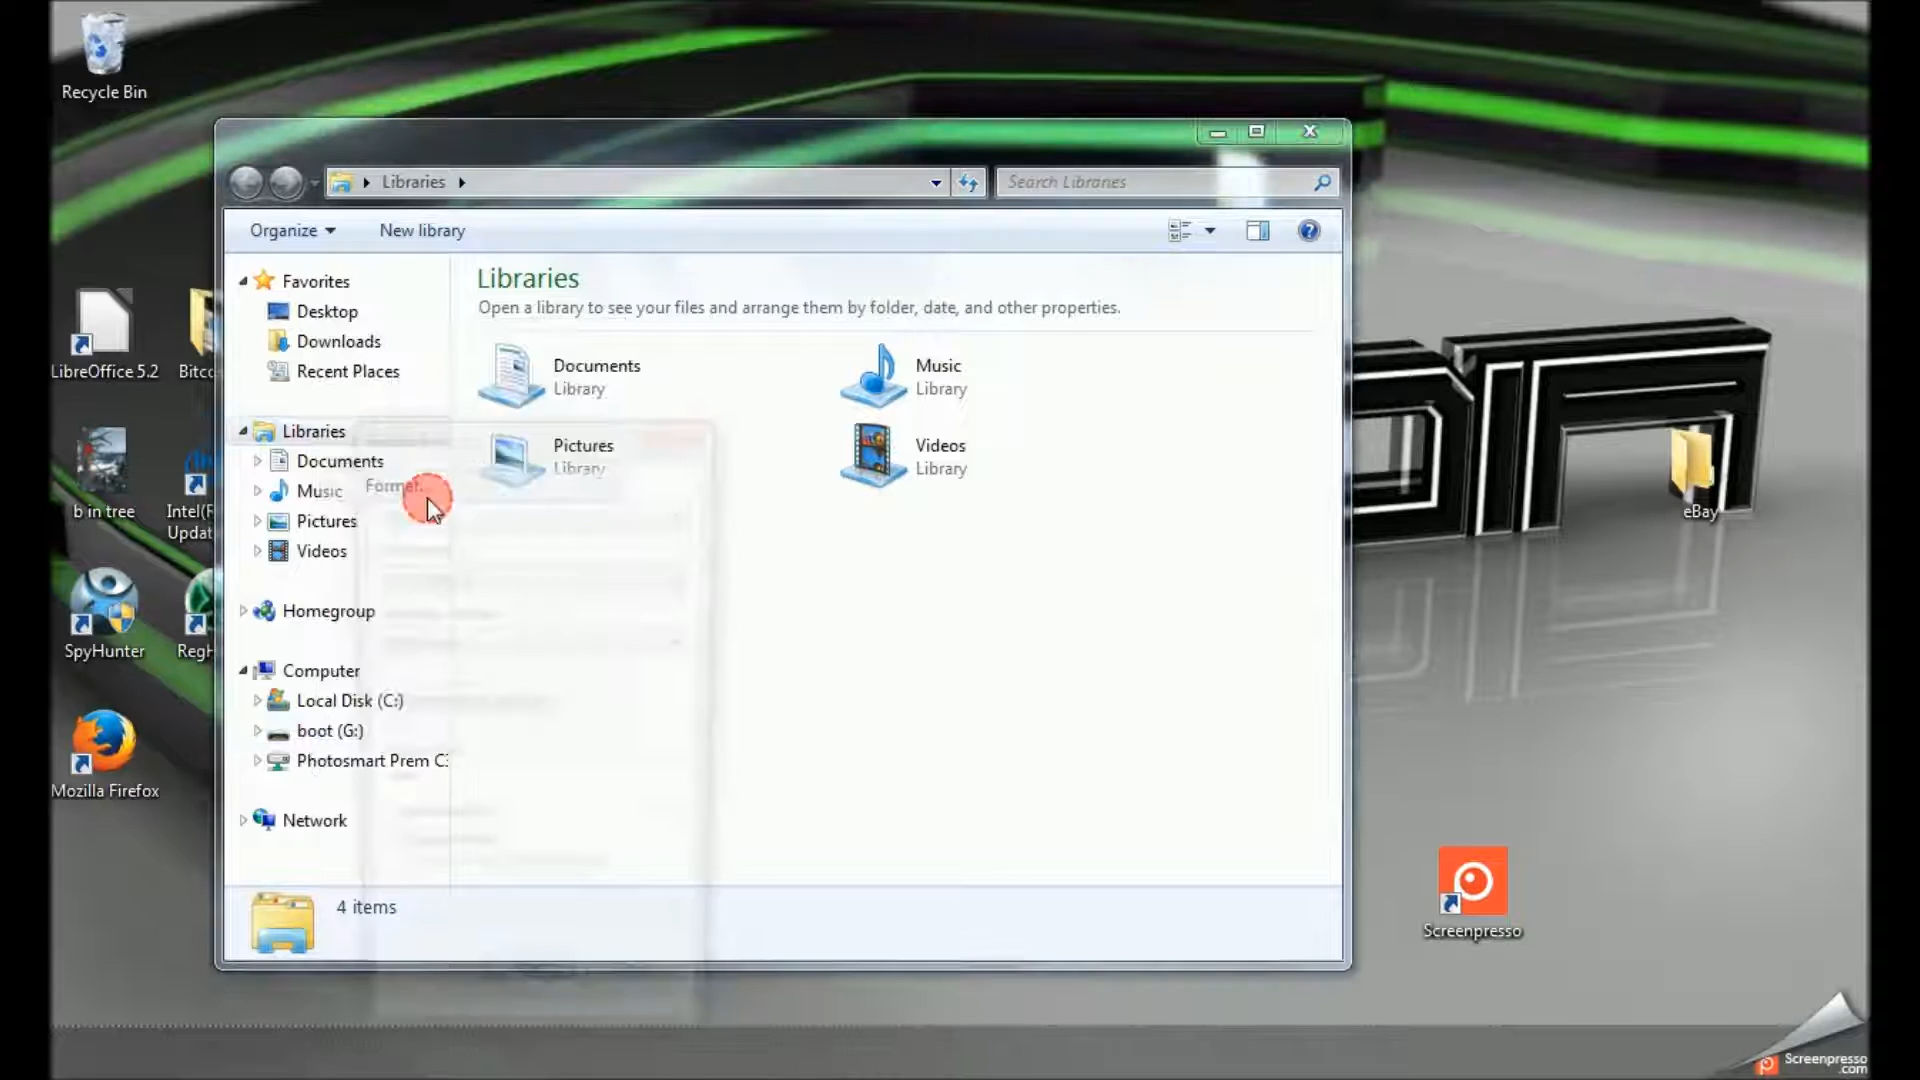 Recycle Bin
Libraries
Search Libraries
Organize
New library
Favorites
Desktop
Downloads
Recent Places
Libraries
Documents
Music
Format...
Pictures
Videos
Homegroup
Computer
Local Disk (C:)
boot (G:)
Photosmart Prem C
Network
Libraries
Open a library to see your files and arrange them by folder, date, and other properties.
Documents
Library
Music
Library
Pictures
Library
Videos
Library
4 items
LibreOffice 5.2
Bitco
b in tree
Intel(R
Updat
SpyHunter
RegH
Mozilla Firefox
eBay
Screenpresso
Screenpresso
.com